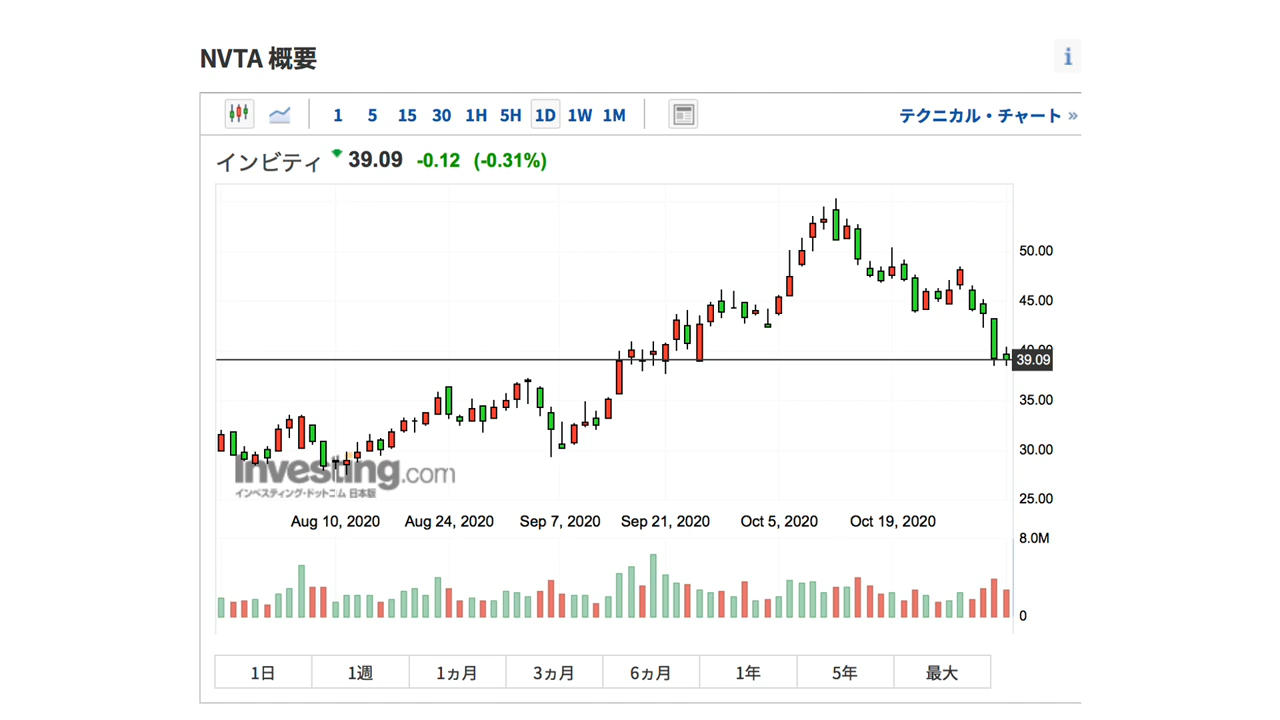 NVTA 概要
i
1 5 15 30 1H 5H 1D 1W 1M テクニカル・チャート »
インビティ 39.09 -0.12 (-0.31%)
50.00
45.00
40.00
39.09
35.00
30.00
Investing.com
インベスティング・ドットコム 日本版
25.00
Aug 10, 2020 Aug 24, 2020 Sep 7, 2020 Sep 21, 2020 Oct 5, 2020 Oct 19, 2020
8.0M
0
1日 1週 1ヵ月 3ヵ月 6ヵ月 1年 5年 最大